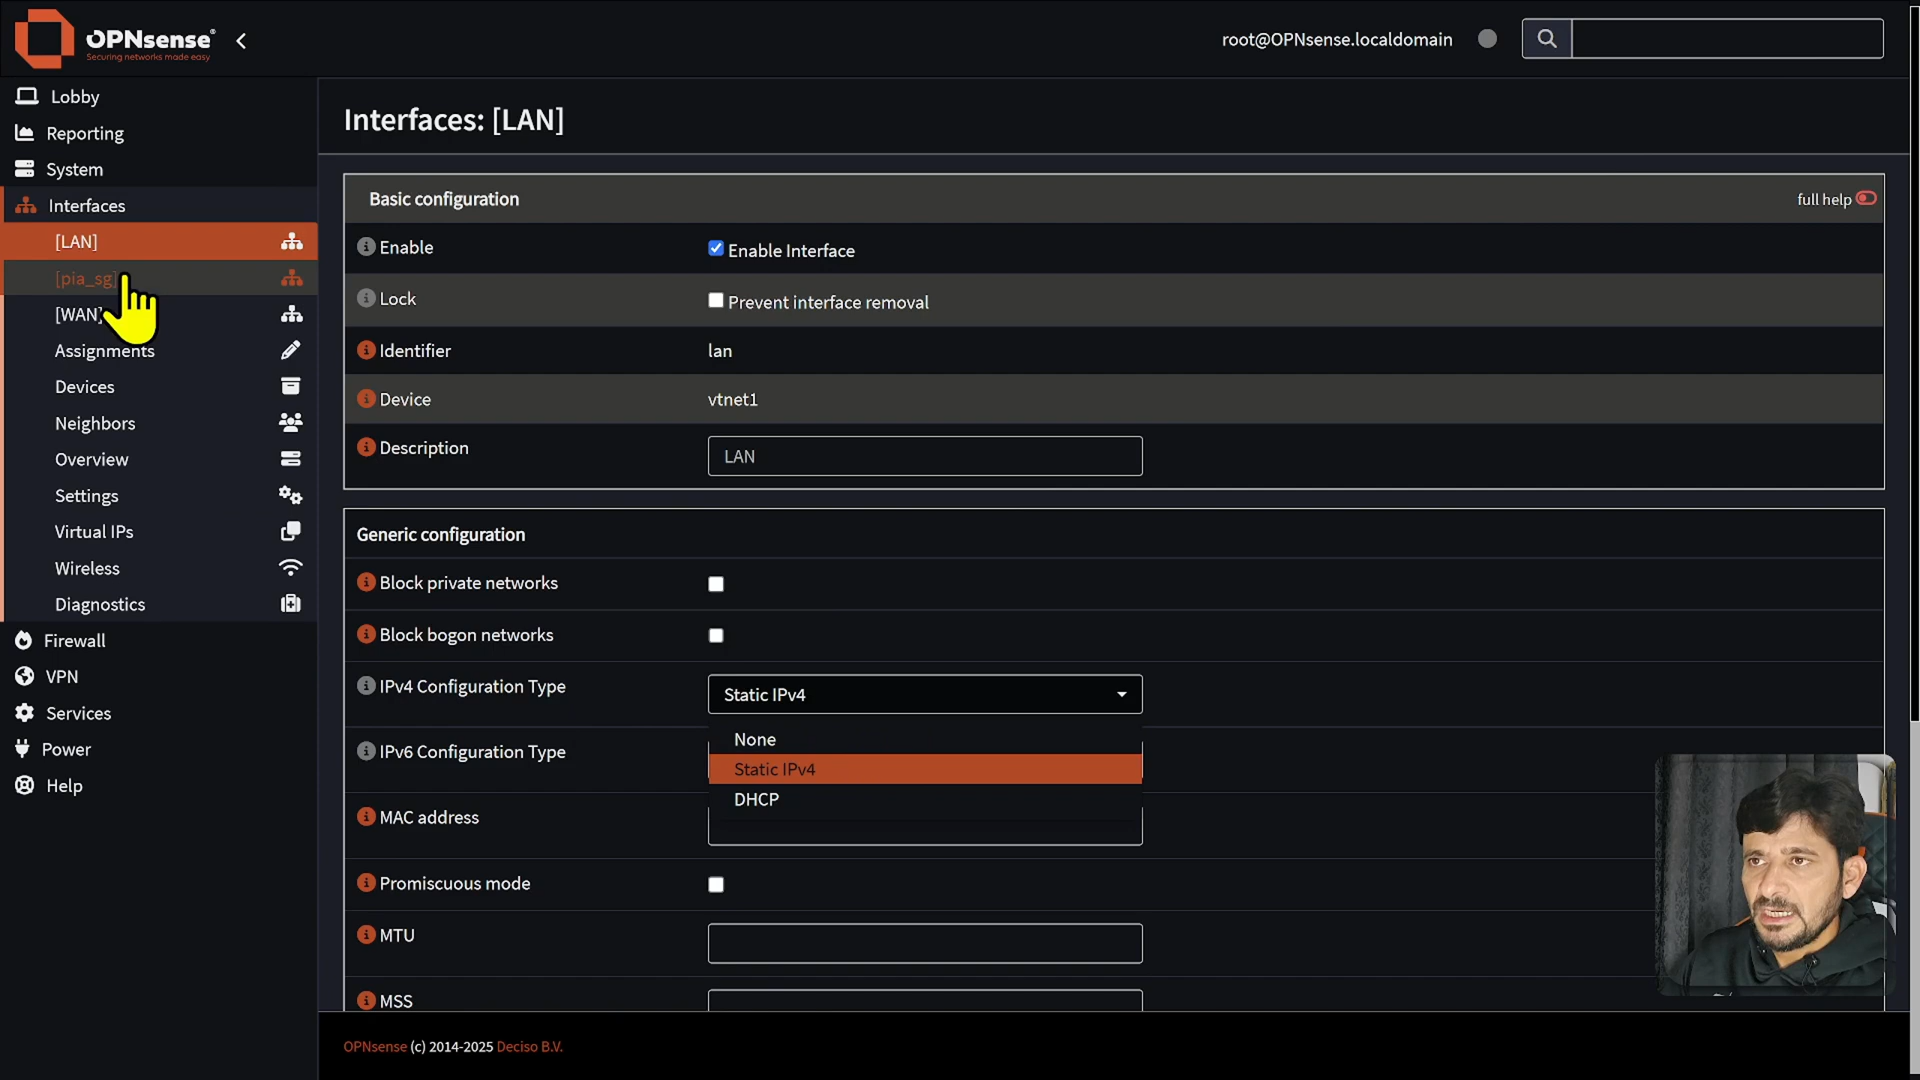 OPNsense®
Securing networks made easy
root@OPNsense.localdomain
Lobby
Reporting
System
Interfaces
[LAN]
[pia_sg]
[WAN]
Assignments
Devices
Neighbors
Overview
Settings
Virtual IPs
Wireless
Diagnostics
Firewall
VPN
Services
Power
Help
Interfaces: [LAN]
Basic configuration
full help
Enable
Enable Interface
Lock
Prevent interface removal
Identifier
lan
Device
vtnet1
Description
LAN
Generic configuration
Block private networks
Block bogon networks
IPv4 Configuration Type
Static IPv4
None
Static IPv4
DHCP
IPv6 Configuration Type
MAC address
Promiscuous mode
MTU
MSS
OPNsense (c) 2014-2025 Deciso B.V.